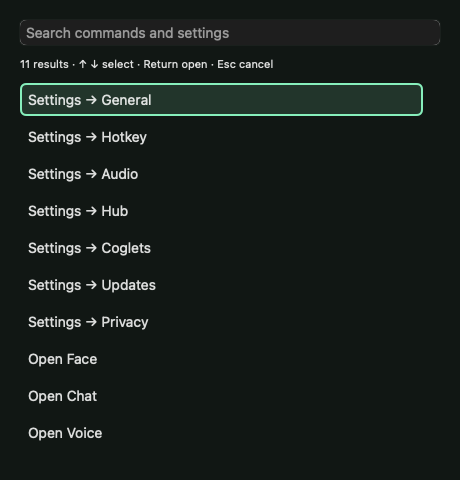 Search commands and settings
11 results · ↑ ↓ select · Return open · Esc cancel
Settings → General
Settings → Hotkey
Settings → Audio
Settings → Hub
Settings → Coglets
Settings → Updates
Settings → Privacy
Open Face
Open Chat
Open Voice